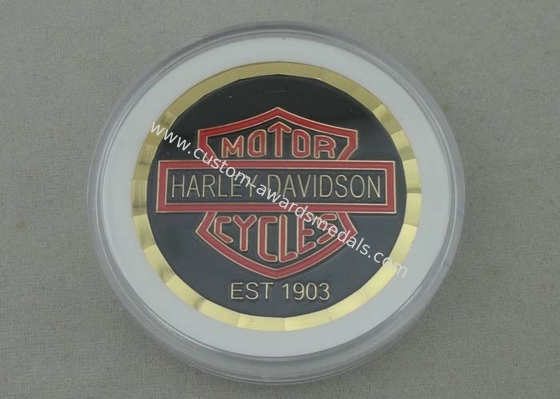 MOTOR
HARLEY-DAVIDSON
CYCLES
EST 1903
www.custom-awardsmedals.com